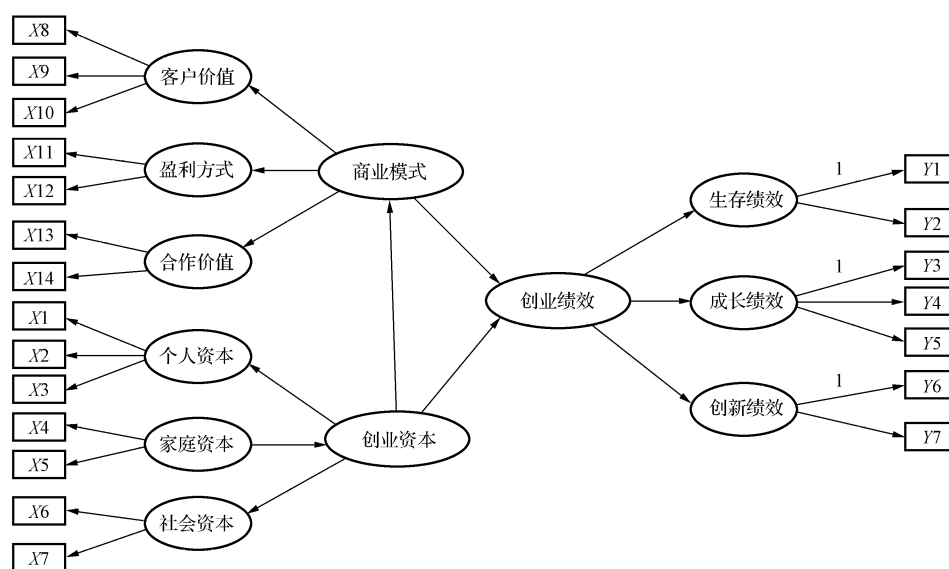 X8
X9
X10
客户价值
X11
X12
盈利方式
X13
X14
合作价值
商业模式
X1
X2
X3
个人资本
X4
X5
家庭资本
X6
X7
社会资本
创业资本
创业绩效
生存绩效
1
Y1
Y2
成长绩效
1
Y3
Y4
Y5
创新绩效
1
Y6
Y7